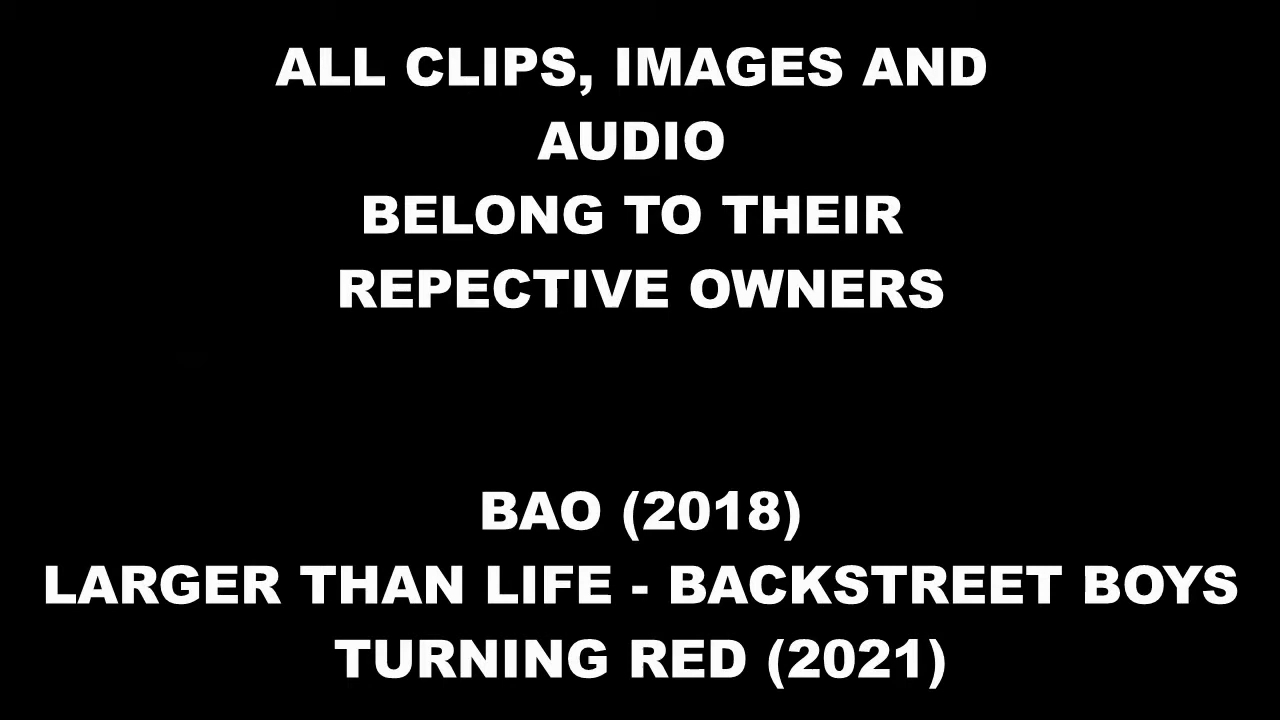 ALL CLIPS, IMAGES AND
AUDIO
BELONG TO THEIR
REPECTIVE OWNERS
BAO (2018)
LARGER THAN LIFE - BACKSTREET BOYS
TURNING RED (2021)